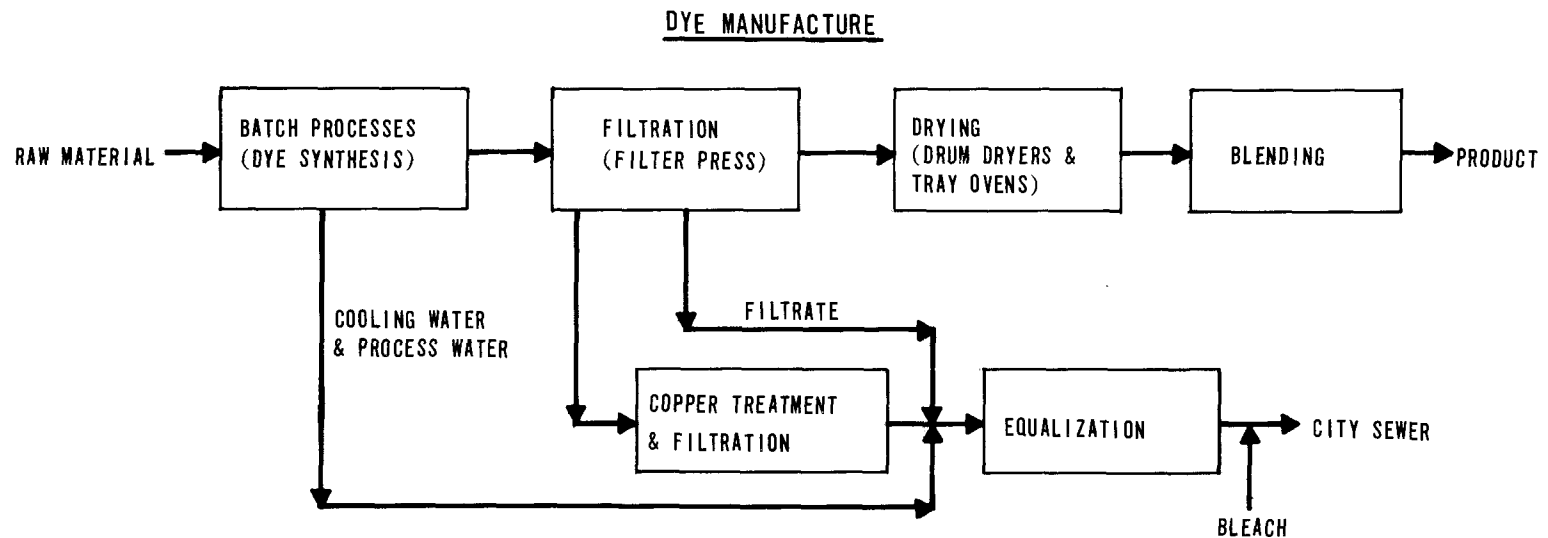 DYE MANUFACTURE
RAW MATERIAL
BATCH PROCESSES
(DYE SYNTHESIS)
FILTRATION
(FILTER PRESS)
DRYING
(DRUM DRYERS &
TRAY OVENS)
BLENDING
PRODUCT
COOLING WATER
& PROCESS WATER
FILTRATE
COPPER TREATMENT
& FILTRATION
EQUALIZATION
CITY SEWER
BLEACH